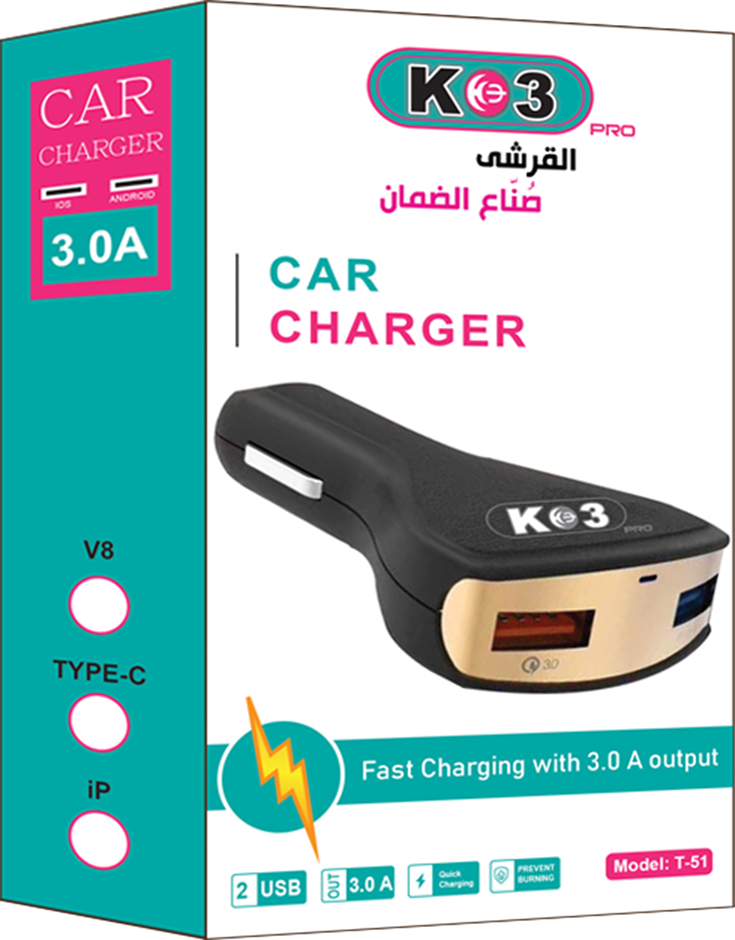 CAR
CHARGER
IOS
ANDROID
3.0A
V8
TYPE-C
iP
K3
PRO
القرشى
صُنّاع الضمان
CAR
CHARGER
K3
PRO
3.0
Fast Charging with 3.0 A output
2 USB
OUT 3.0 A
Quick
Charging
PREVENT
BURNING
Model: T-51